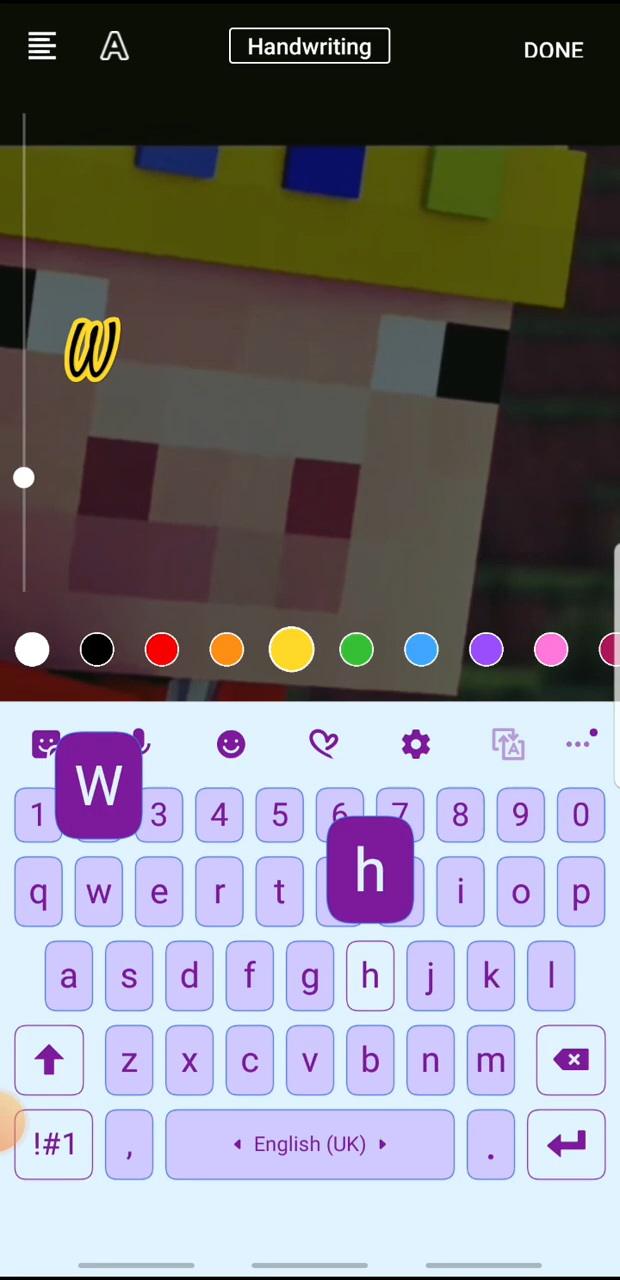 A Handwriting DONE
W
A
1 W 3 4 5 6 7 8 9 0
q w e r t h i o p
a s d f g h j k l
z x c v b n m
!#1 , English (UK) .